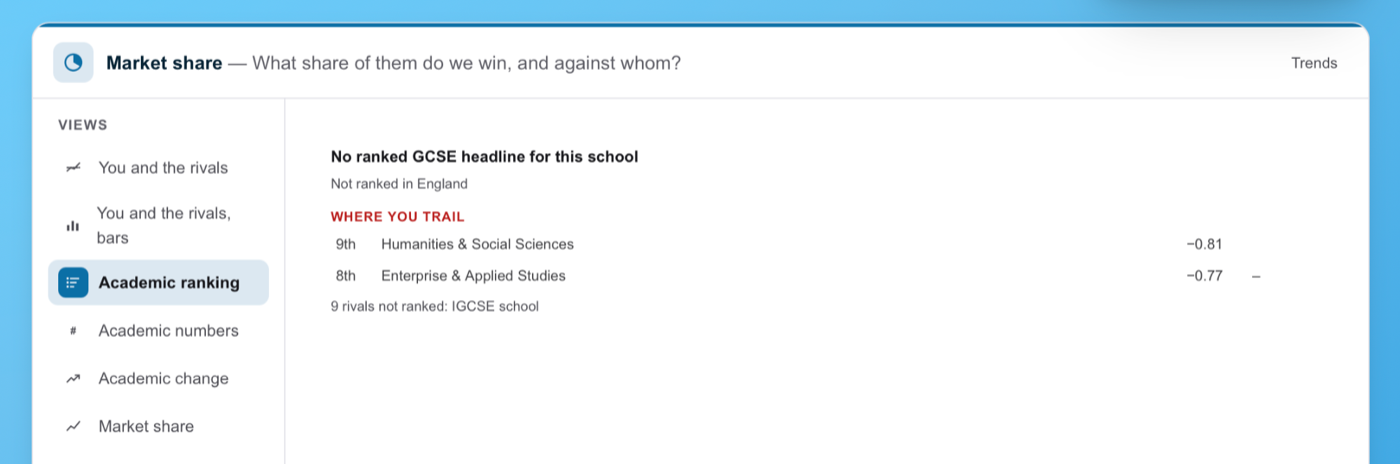 Market share — What share of them do we win, and against whom?
Trends
VIEWS
You and the rivals
You and the rivals,
bars
Academic ranking
# Academic numbers
Academic change
Market share
No ranked GCSE headline for this school
Not ranked in England
WHERE YOU TRAIL
9th Humanities & Social Sciences −0.81
8th Enterprise & Applied Studies −0.77 –
9 rivals not ranked: IGCSE school